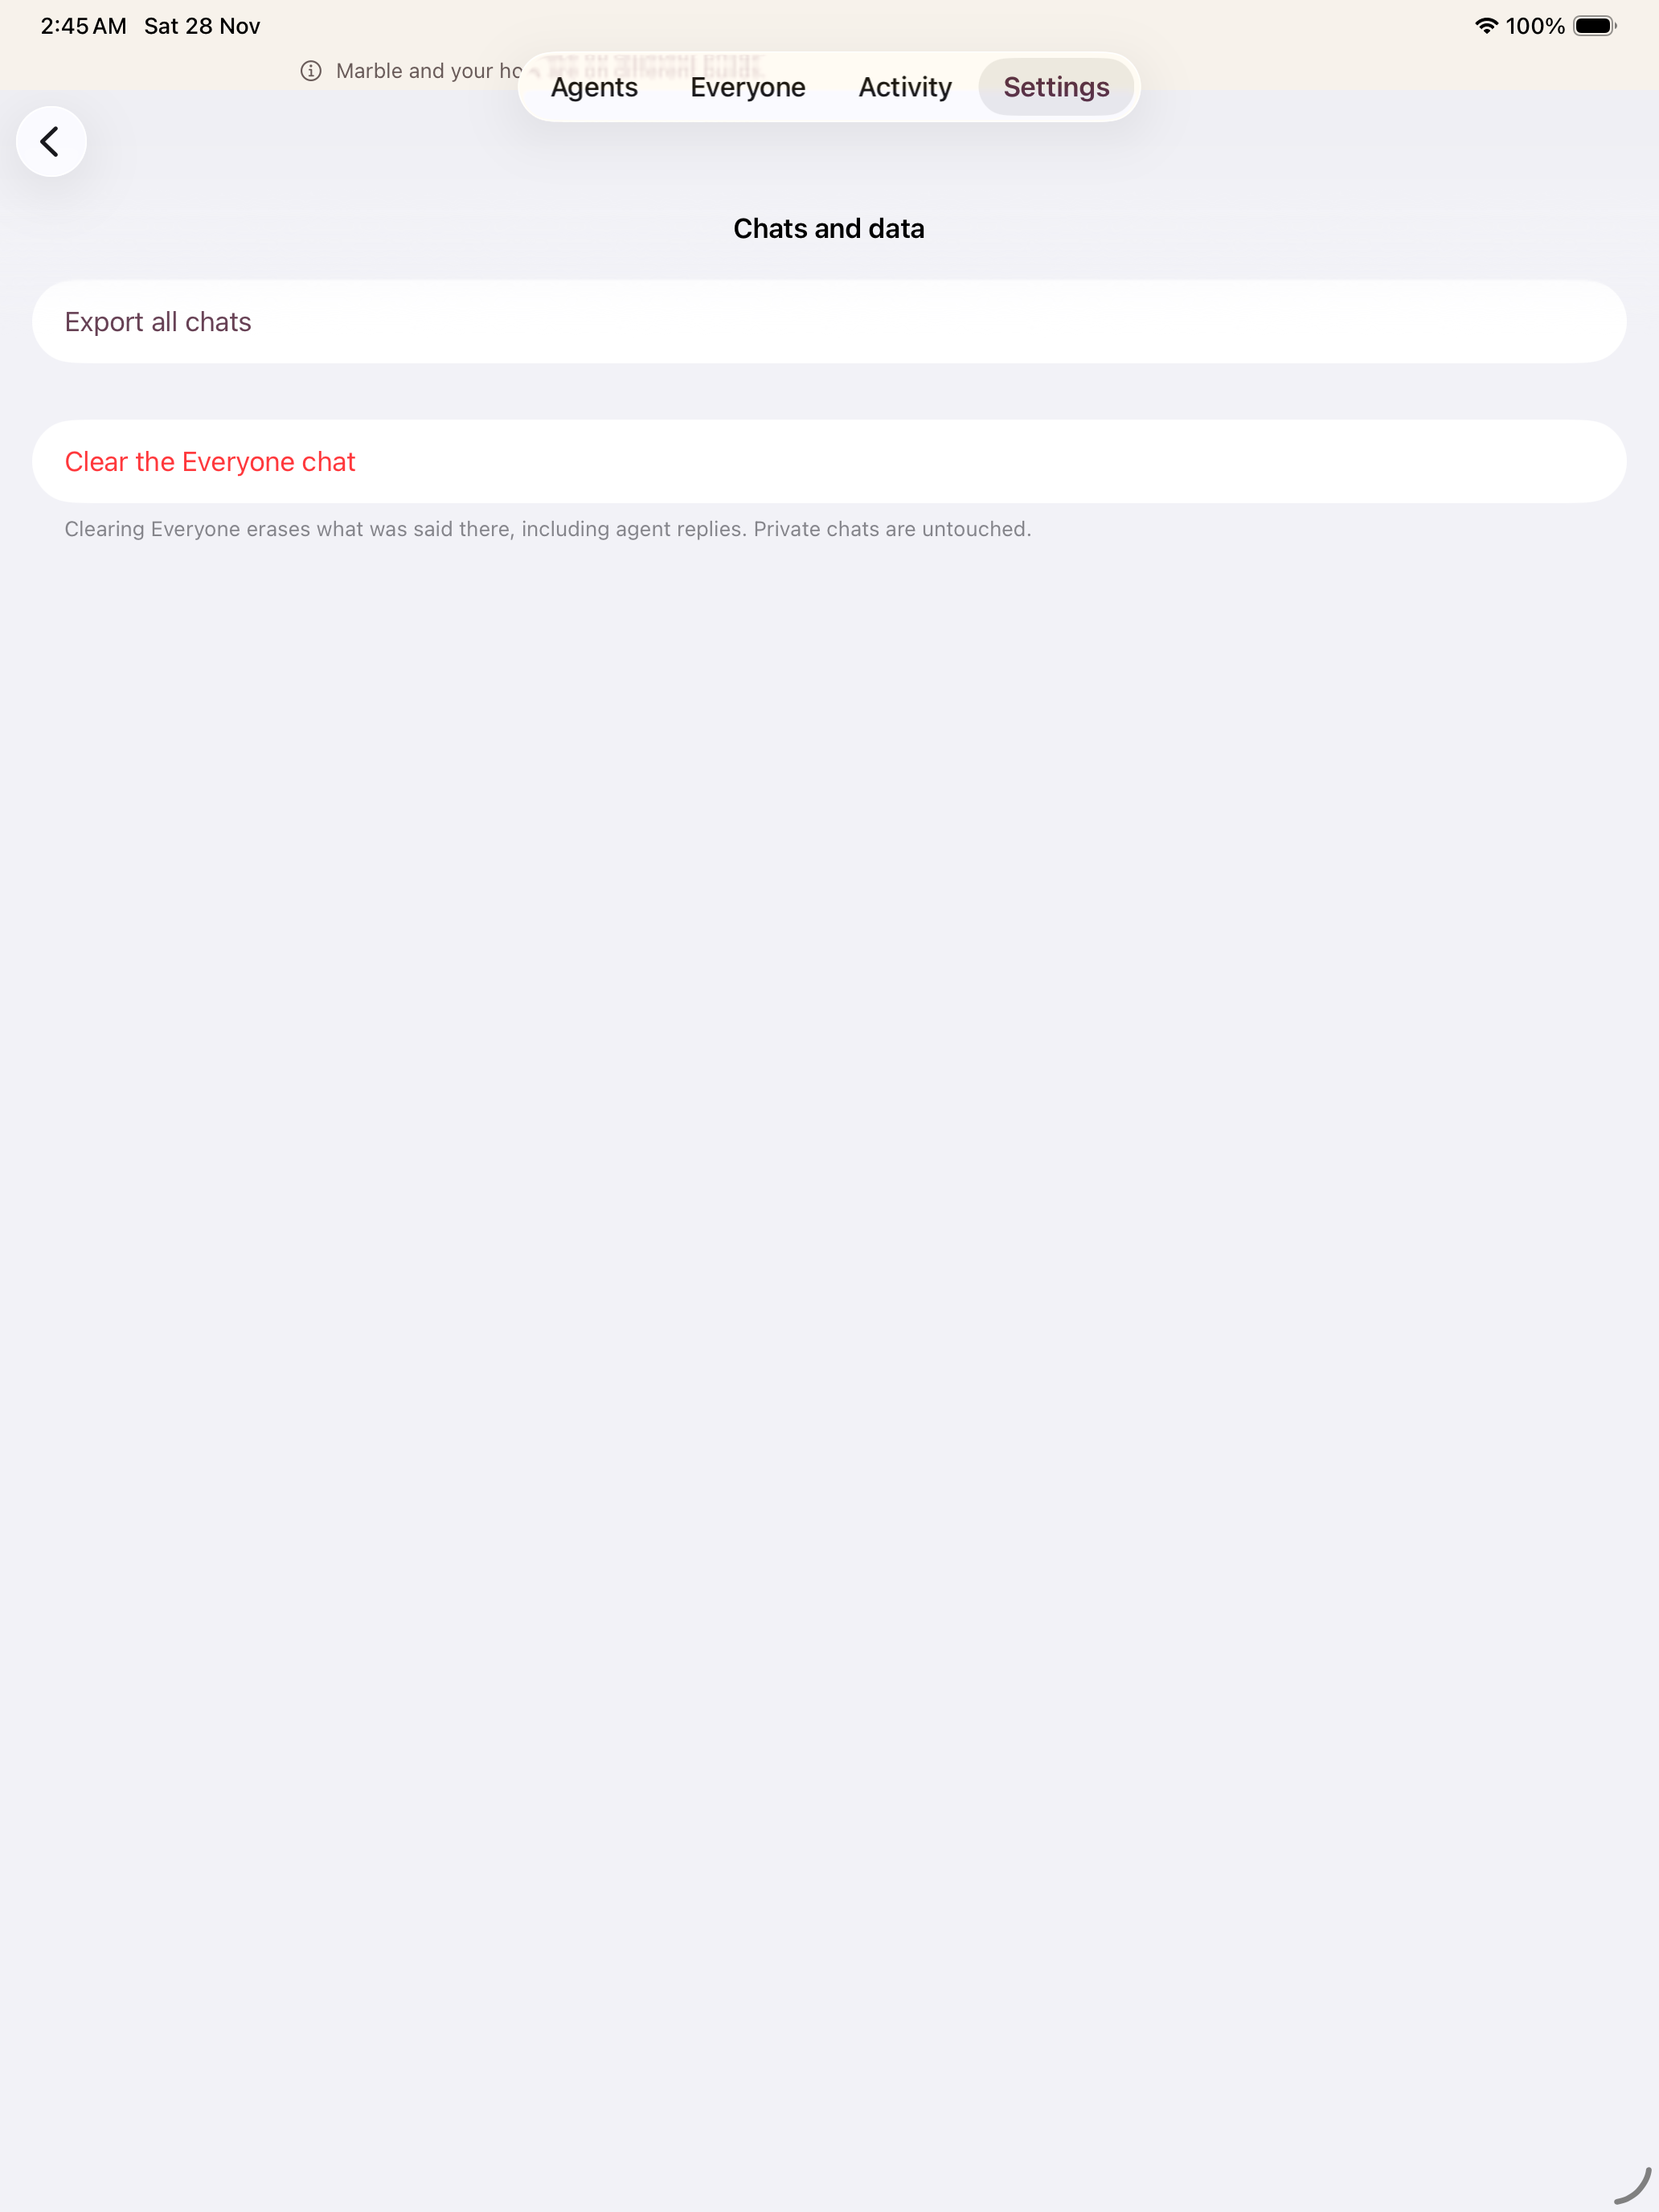 2:45 AM Sat 28 Nov
100%
Marble and your
Agents Everyone Activity Settings
Chats and data
Export all chats
Clear the Everyone chat
Clearing Everyone erases what was said there, including agent replies. Private chats are untouched.